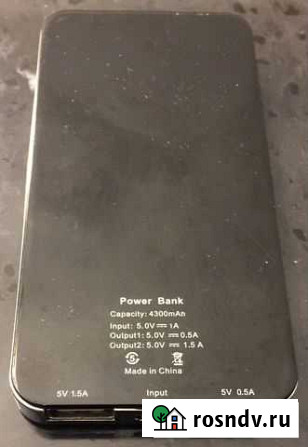 Power Bank
Capacity: 4300mAh
Input: 5.0V⎓1A
Output1: 5.0V ⎓0.5A
Output2: 5.0V ⎓ 1.5 A
Made in China
5V 1.5A Input 5V 0.5A
rosndv.ru